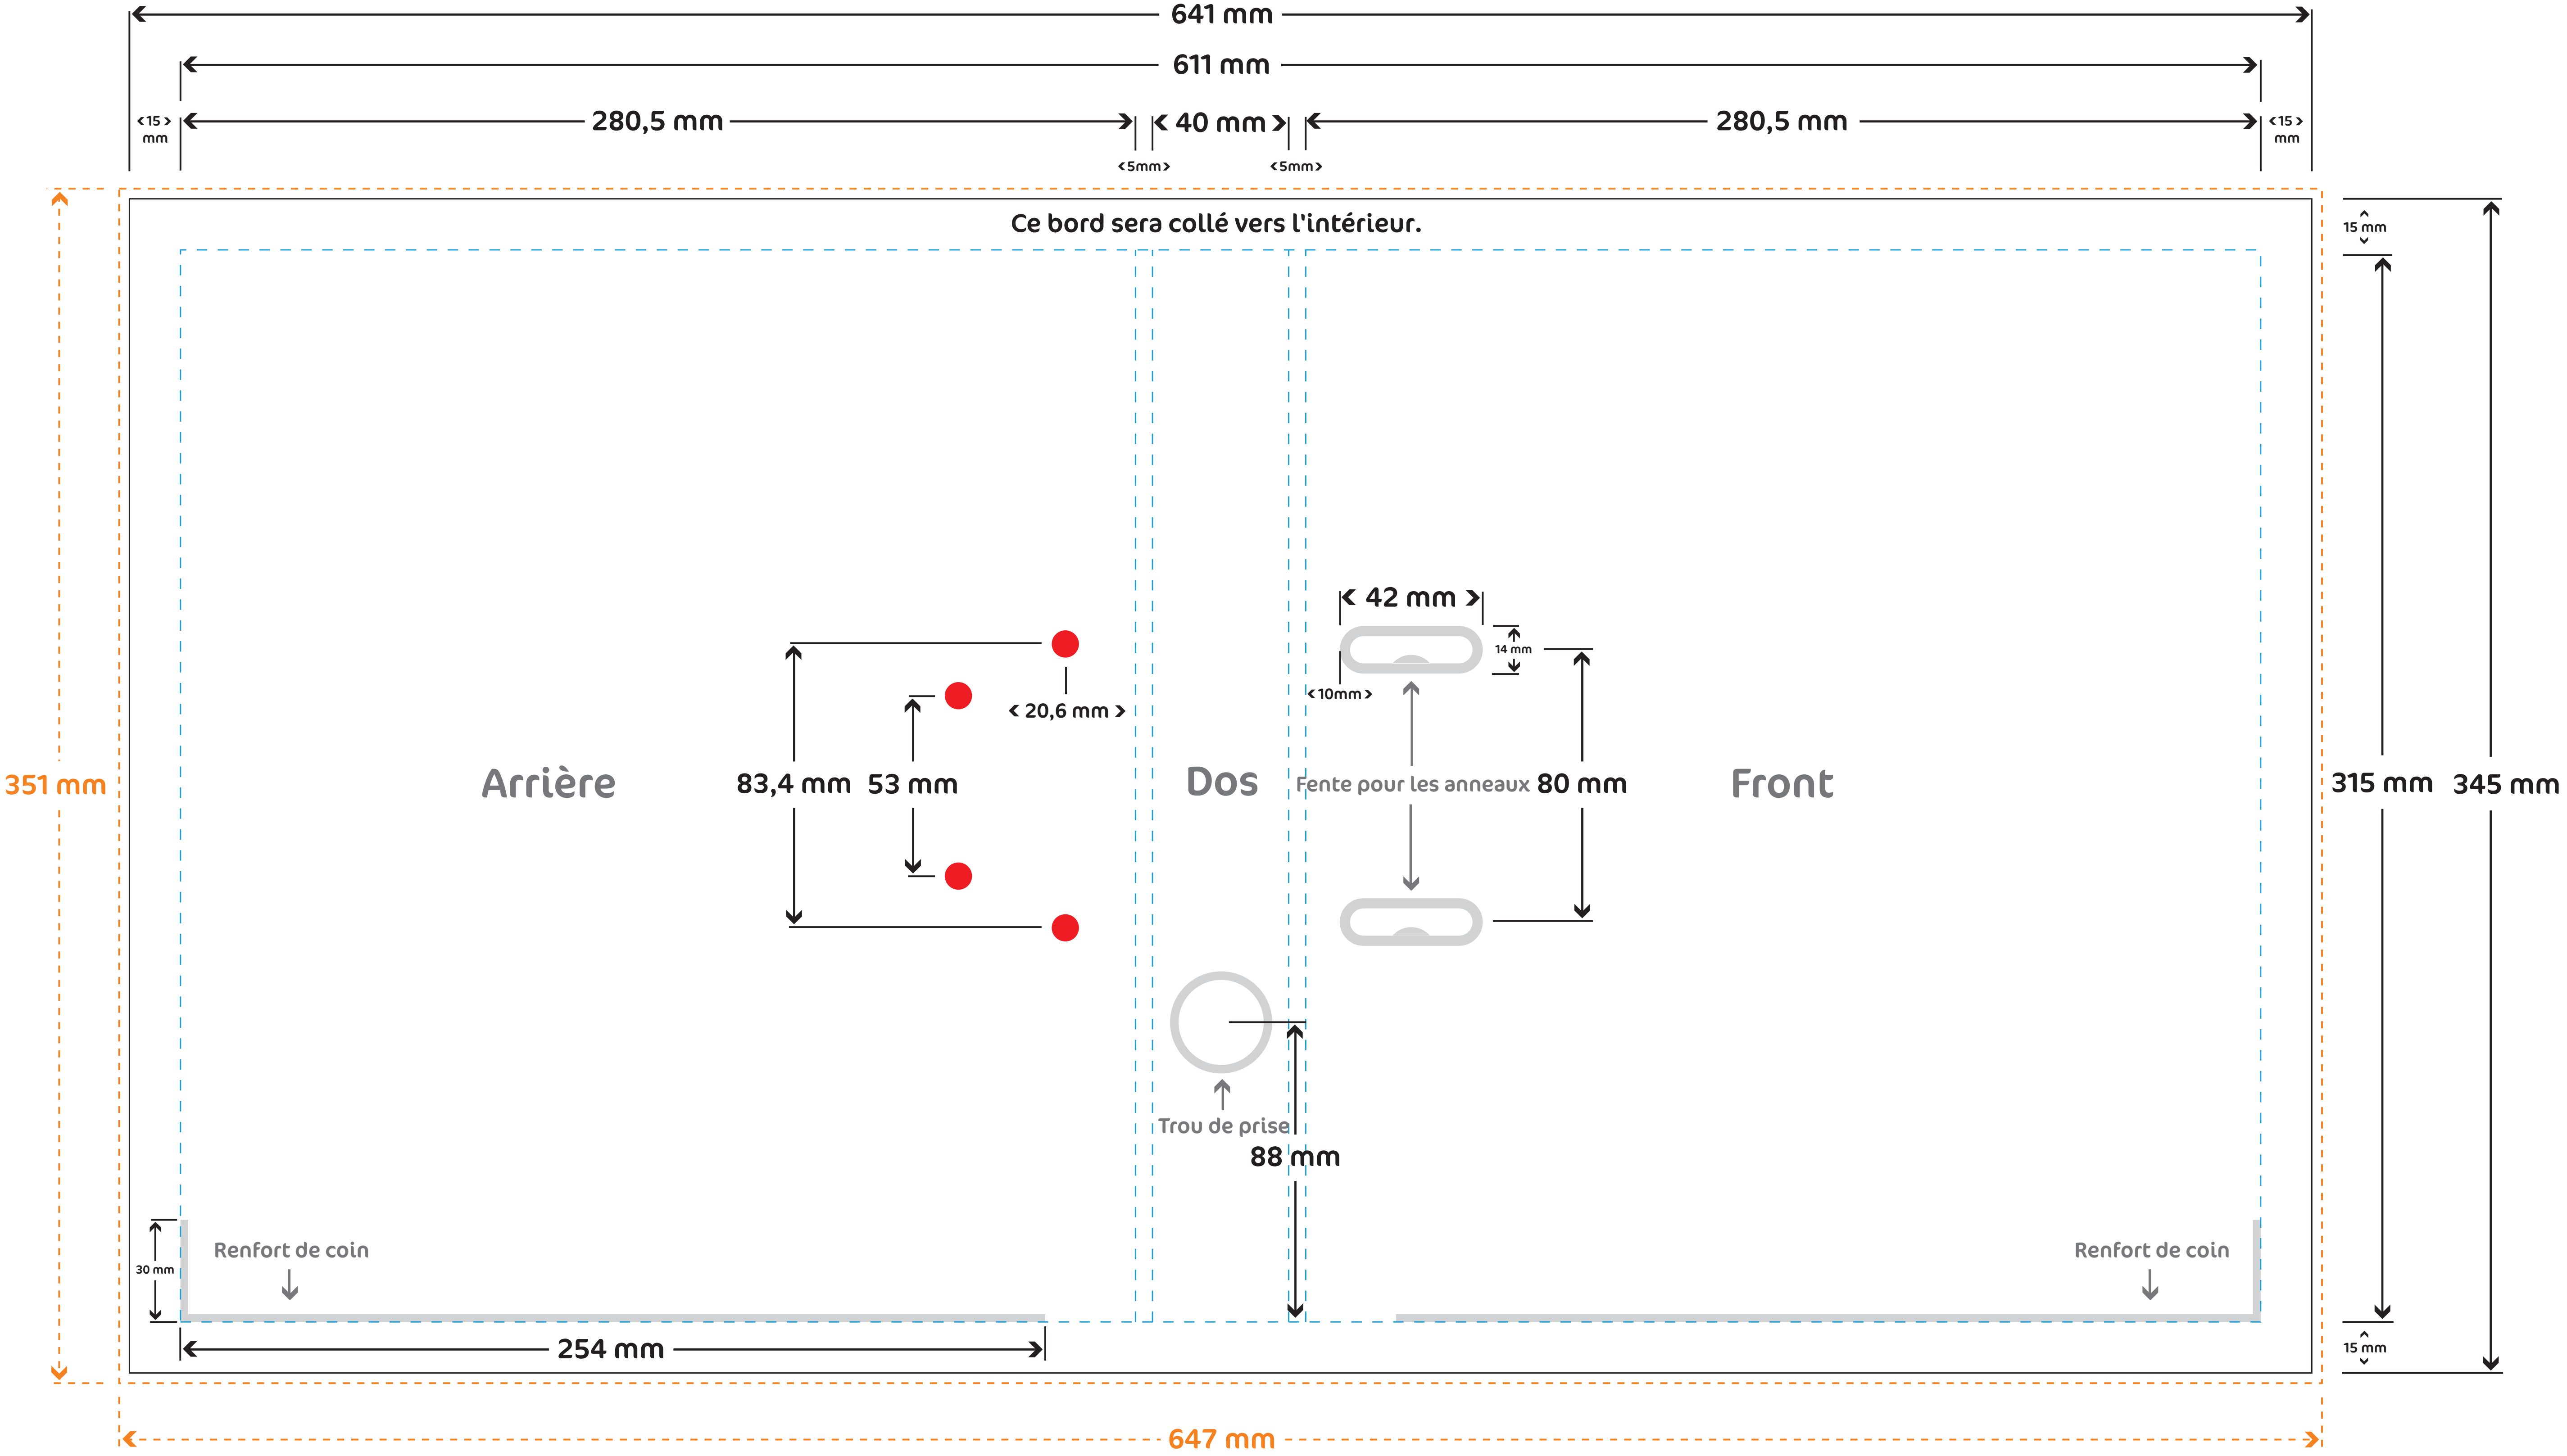 641 mm
611 mm
<15>
mm
280,5 mm
40 mm
280,5 mm
<15>
mm
<5mm>
<5mm>
Ce bord sera collé vers l'intérieur.
15 mm
42 mm
14 mm
<10mm>
< 20,6 mm >
351 mm
Arrière
83,4 mm
53 mm
Dos
Fente pour les anneaux
80 mm
Front
315 mm
345 mm
Trou de prise
88 mm
Renfort de coin
Renfort de coin
30 mm
254 mm
15 mm
647 mm